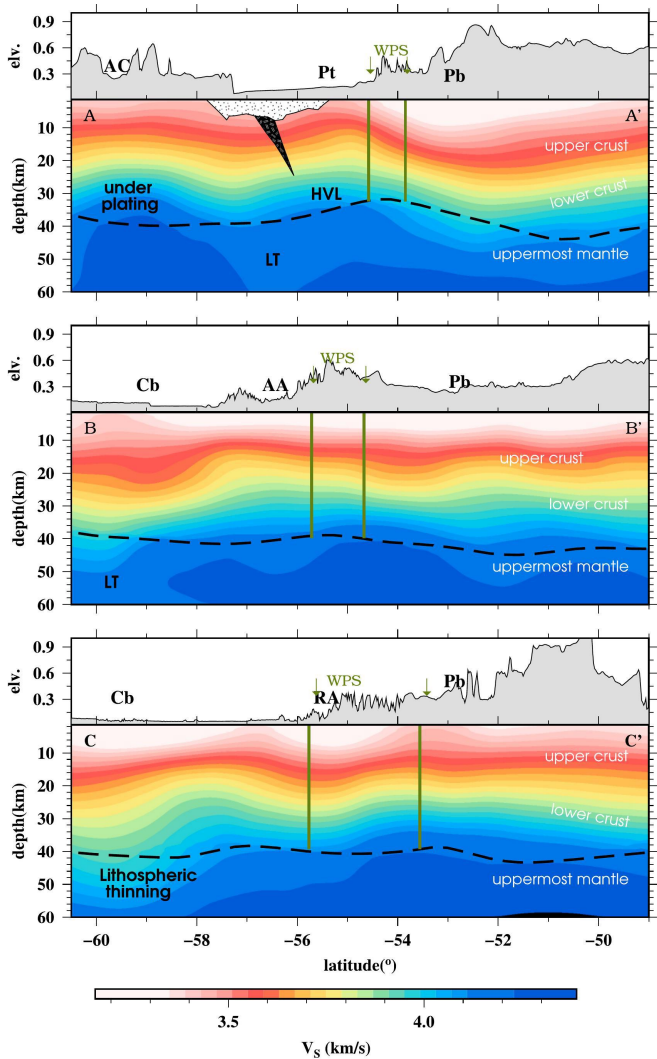 0.9
0.6
0.3
elv.
AC
Pt
WPS
Pb
A
A'
10
20
30
40
50
60
depth(km)
upper crust
lower crust
uppermost mantle
under
plating
HVL
LT
0.9
0.6
0.3
elv.
Cb
AA
WPS
Pb
B
B'
10
20
30
40
50
60
depth(km)
upper crust
lower crust
uppermost mantle
LT
0.9
0.6
0.3
elv.
Cb
RA
WPS
Pb
C
C'
10
20
30
40
50
60
depth(km)
upper crust
lower crust
uppermost mantle
Lithospheric
thinning
−60 −58 −56 −54 −52 −50
latitude(º)
3.5 4.0
V_S (km/s)